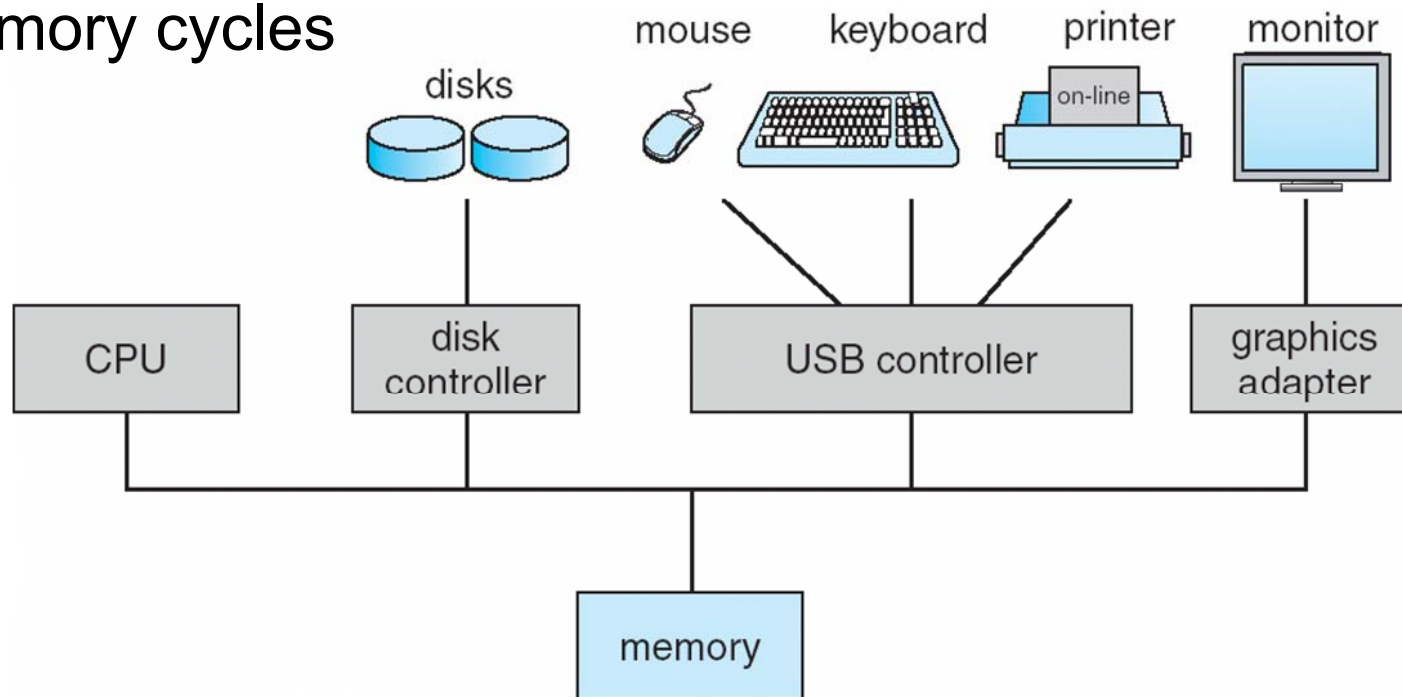 mory cycles
mouse
keyboard
printer
monitor
disks
on-line
CPU
disk
controller
USB controller
graphics
adapter
memory